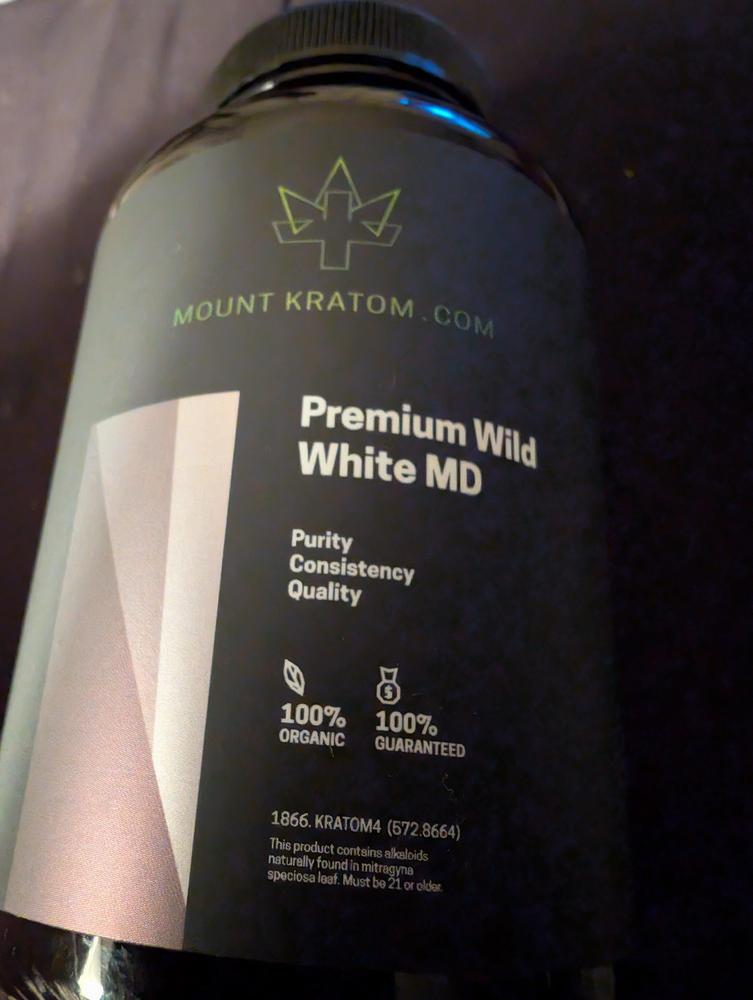 MOUNT KRATOM.COM
Premium Wild
White MD
Purity
Consistency
Quality
$
100%
ORGANIC
100%
GUARANTEED
1866. KRATOM4 (572.8664)
This product contains alkaloids
naturally found in mitragyna
speciosa leaf. Must be 21 or older.